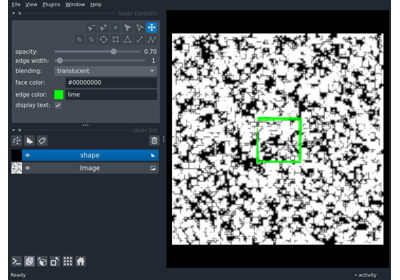 File View Plugins Window Help
layer controls
opacity: 0.70
edge width: 1
blending: translucent
face color: #00000000
edge color: lime
display text:
layer list
shape
Image
Ready
activity